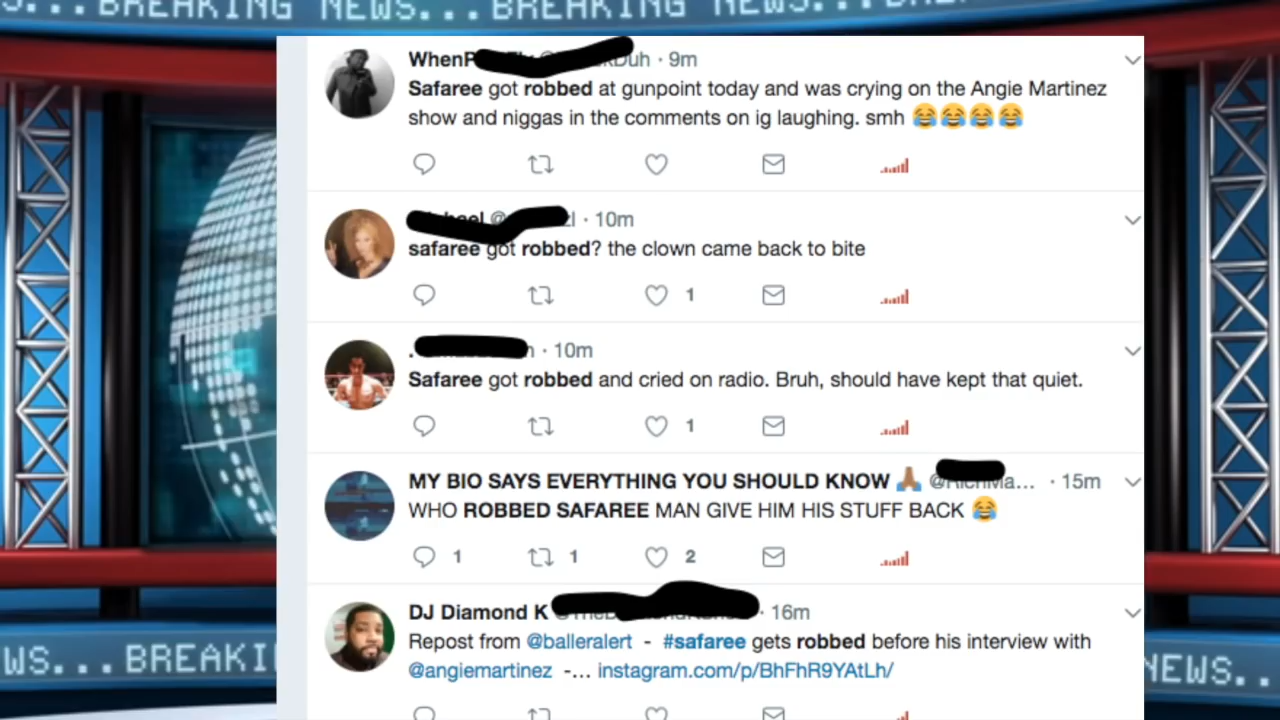 S... BREAKING NEWS... BREAKING NEWS...
· 9m
Safaree got robbed at gunpoint today and was crying on the Angie Martinez
show and niggas in the comments on ig laughing. smh 😂😂😂😂
· 10m
safaree got robbed? the clown came back to bite
1
· 10m
Safaree got robbed and cried on radio. Bruh, should have kept that quiet.
1
MY BIO SAYS EVERYTHING YOU SHOULD KNOW 🙏🏾 · 15m
WHO ROBBED SAFAREE MAN GIVE HIM HIS STUFF BACK 😂
1 1 2
DJ Diamond K · 16m
Repost from @balleralert - #safaree gets robbed before his interview with
@angiemartinez -... instagram.com/p/BhFhR9YAtLh/
WS... BREAKI
NEWS..